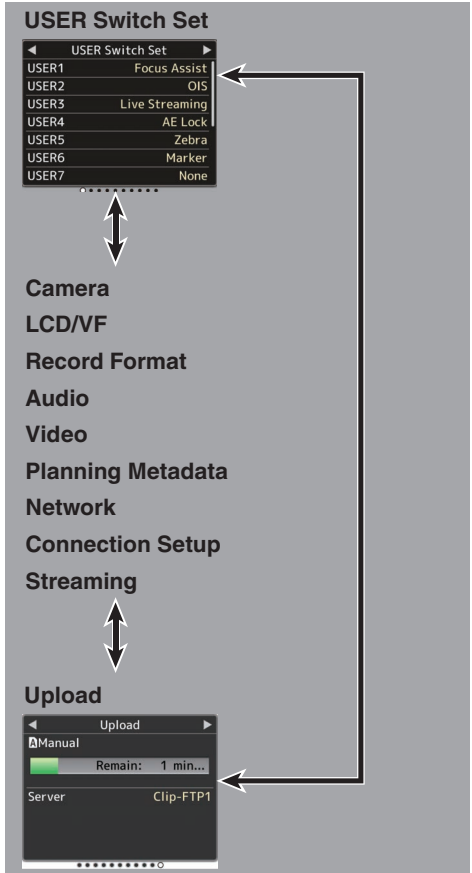 USER Switch Set
USER Switch Set
USER1 Focus Assist
USER2 OIS
USER3 Live Streaming
USER4 AE Lock
USER5 Zebra
USER6 Marker
USER7 None
Camera
LCD/VF
Record Format
Audio
Video
Planning Metadata
Network
Connection Setup
Streaming
Upload
Upload
A Manual
Remain: 1 min...
Server Clip-FTP1